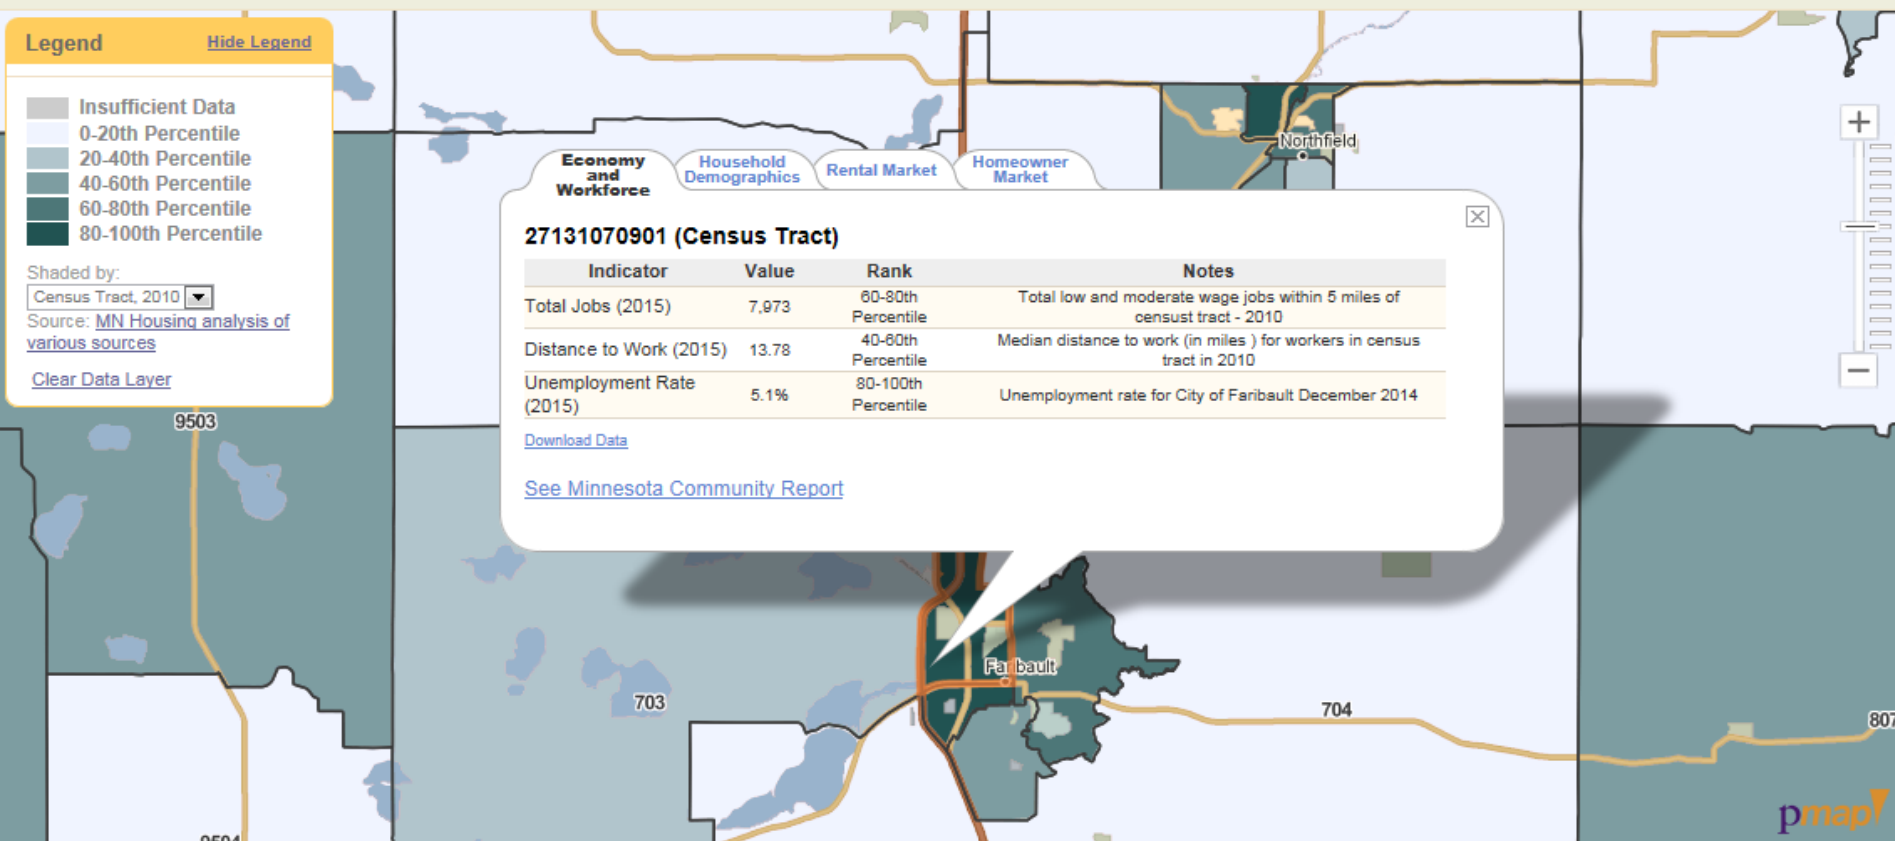 Legend
Hide Legend
Insufficient Data
0-20th Percentile
20-40th Percentile
40-60th Percentile
60-80th Percentile
80-100th Percentile
Shaded by:
Census Tract, 2010
Source: MN Housing analysis of
various sources
Clear Data Layer
Northfield
Economy
and
Workforce
Household
Demographics
Rental Market
Homeowner
Market
27131070901 (Census Tract)
Indicator Value Rank Notes
Total Jobs (2015) 7,973 60-80th Percentile Total low and moderate wage jobs within 5 miles of
censust tract - 2010
Distance to Work (2015) 13.78 40-60th Percentile Median distance to work (in miles ) for workers in census
tract in 2010
Unemployment Rate
(2015) 5.1% 80-100th Percentile Unemployment rate for City of Faribault December 2014
Download Data
See Minnesota Community Report
9503
Faribault
703
704
807
pmap